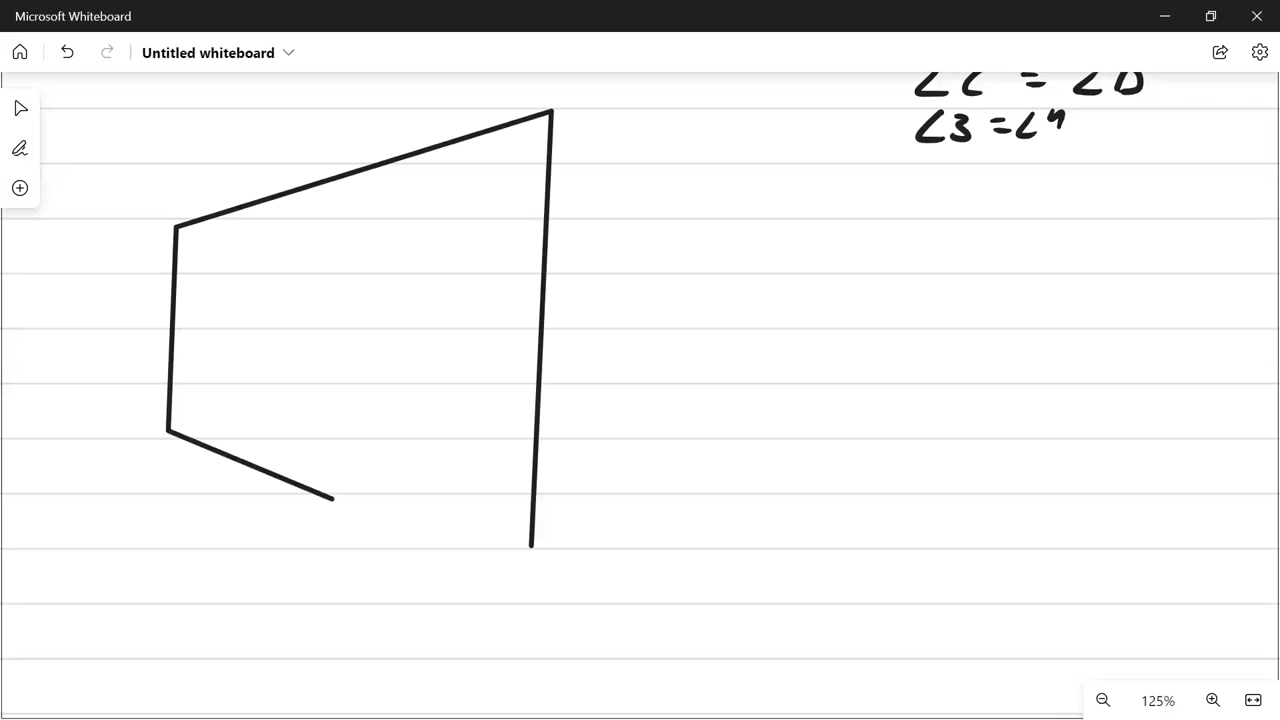 Microsoft Whiteboard
Untitled whiteboard
∠C = ∠D
∠3 = ∠4
125%